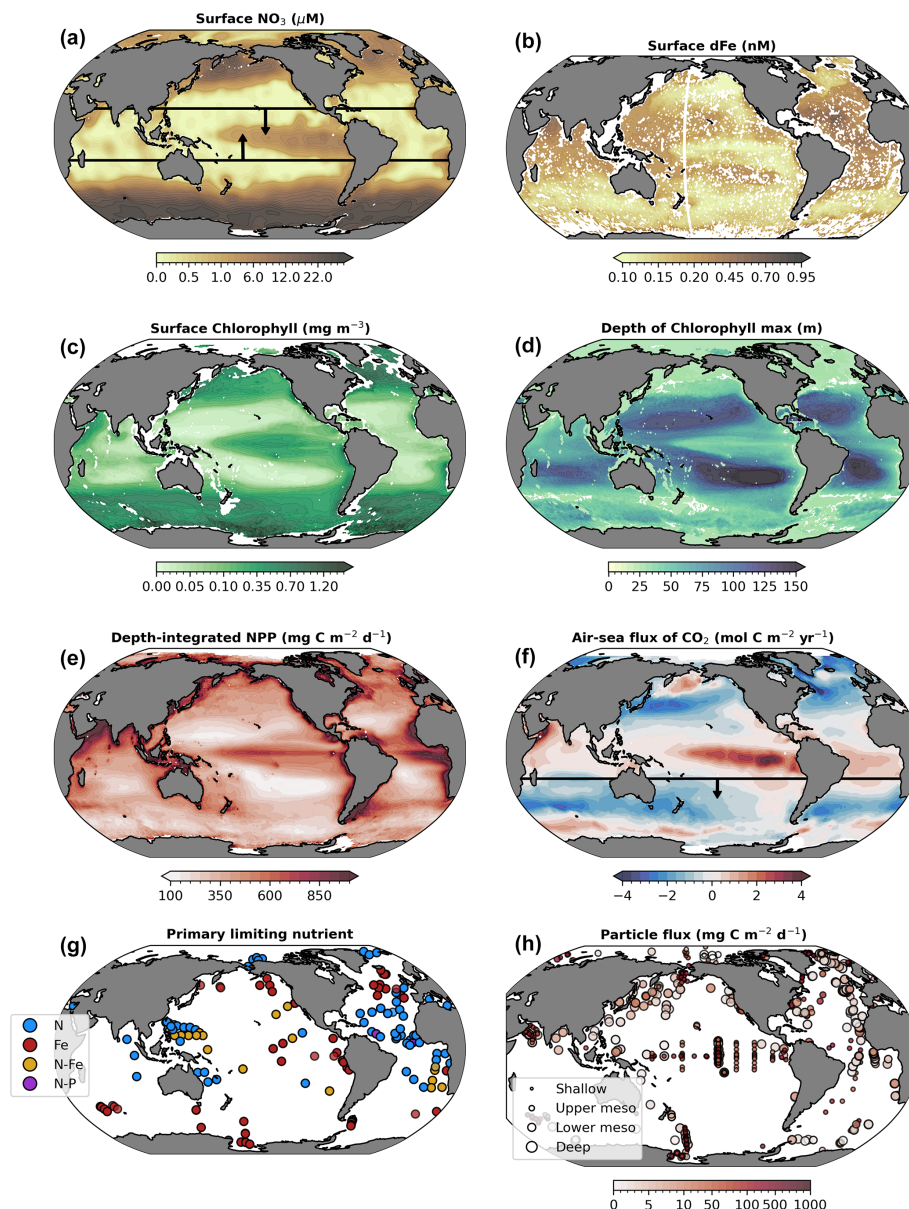 (a)
Surface NO₃ (μM)
0.0 0.5 1.0 6.0 12.0 22.0
(b)
Surface dFe (nM)
0.10 0.15 0.20 0.45 0.70 0.95
(c)
Surface Chlorophyll (mg m⁻³)
0.00 0.05 0.10 0.35 0.70 1.20
(d)
Depth of Chlorophyll max (m)
0 25 50 75 100 125 150
(e)
Depth-integrated NPP (mg C m⁻² d⁻¹)
100 350 600 850
(f)
Air-sea flux of CO₂ (mol C m⁻² yr⁻¹)
−4 −2 0 2 4
(g)
Primary limiting nutrient
N
Fe
N-Fe
N-P
(h)
Particle flux (mg C m⁻² d⁻¹)
Shallow
Upper meso
Lower meso
Deep
0 5 10 50 100 500 1000